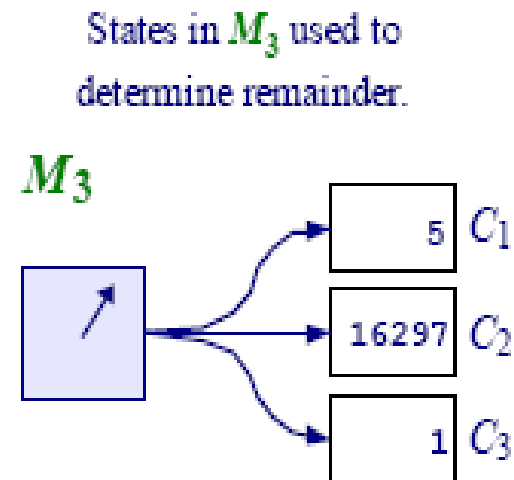 States in M3 used to
determine remainder.
M3
5 C1
16297 C2
1 C3